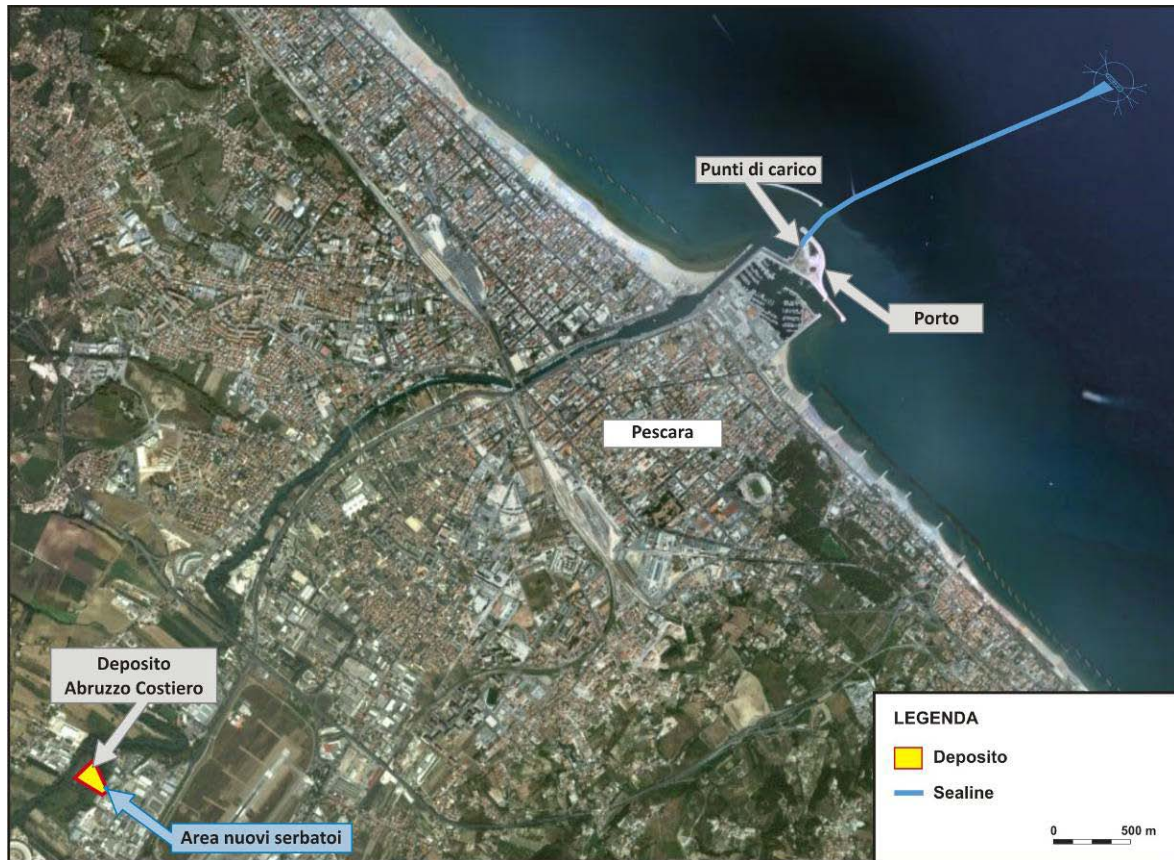 Punti di carico
Porto
Pescara
Deposito
Abruzzo Costiero
Area nuovi serbatoi
LEGENDA
Deposito
Sealine
0 500 m